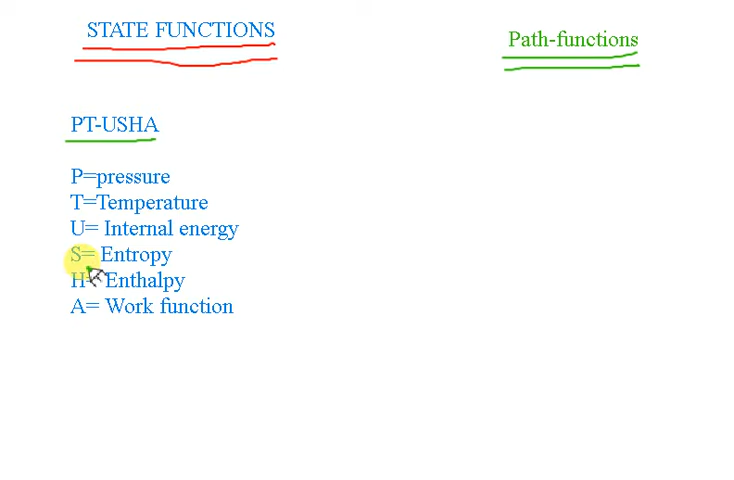 STATE FUNCTIONS
Path-functions
PT-USHA
P=pressure
T=Temperature
U= Internal energy
S= Entropy
H= Enthalpy
A= Work function